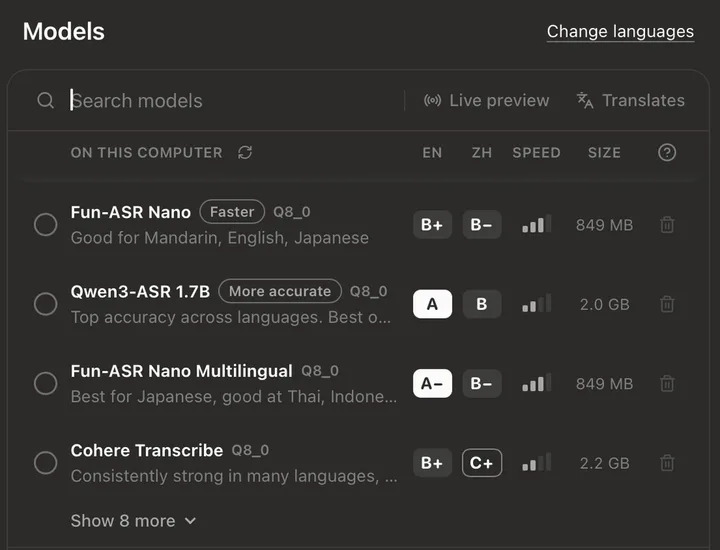 Models
Change languages
Search models
Live preview
Translates
ON THIS COMPUTER
EN
ZH
SPEED
SIZE
Fun-ASR Nano Faster Q8_0
Good for Mandarin, English, Japanese
B+
B−
849 MB
Qwen3-ASR 1.7B More accurate Q8_0
Top accuracy across languages. Best o...
A
B
2.0 GB
Fun-ASR Nano Multilingual Q8_0
Best for Japanese, good at Thai, Indone...
A−
B−
849 MB
Cohere Transcribe Q8_0
Consistently strong in many languages, ...
B+
C+
2.2 GB
Show 8 more